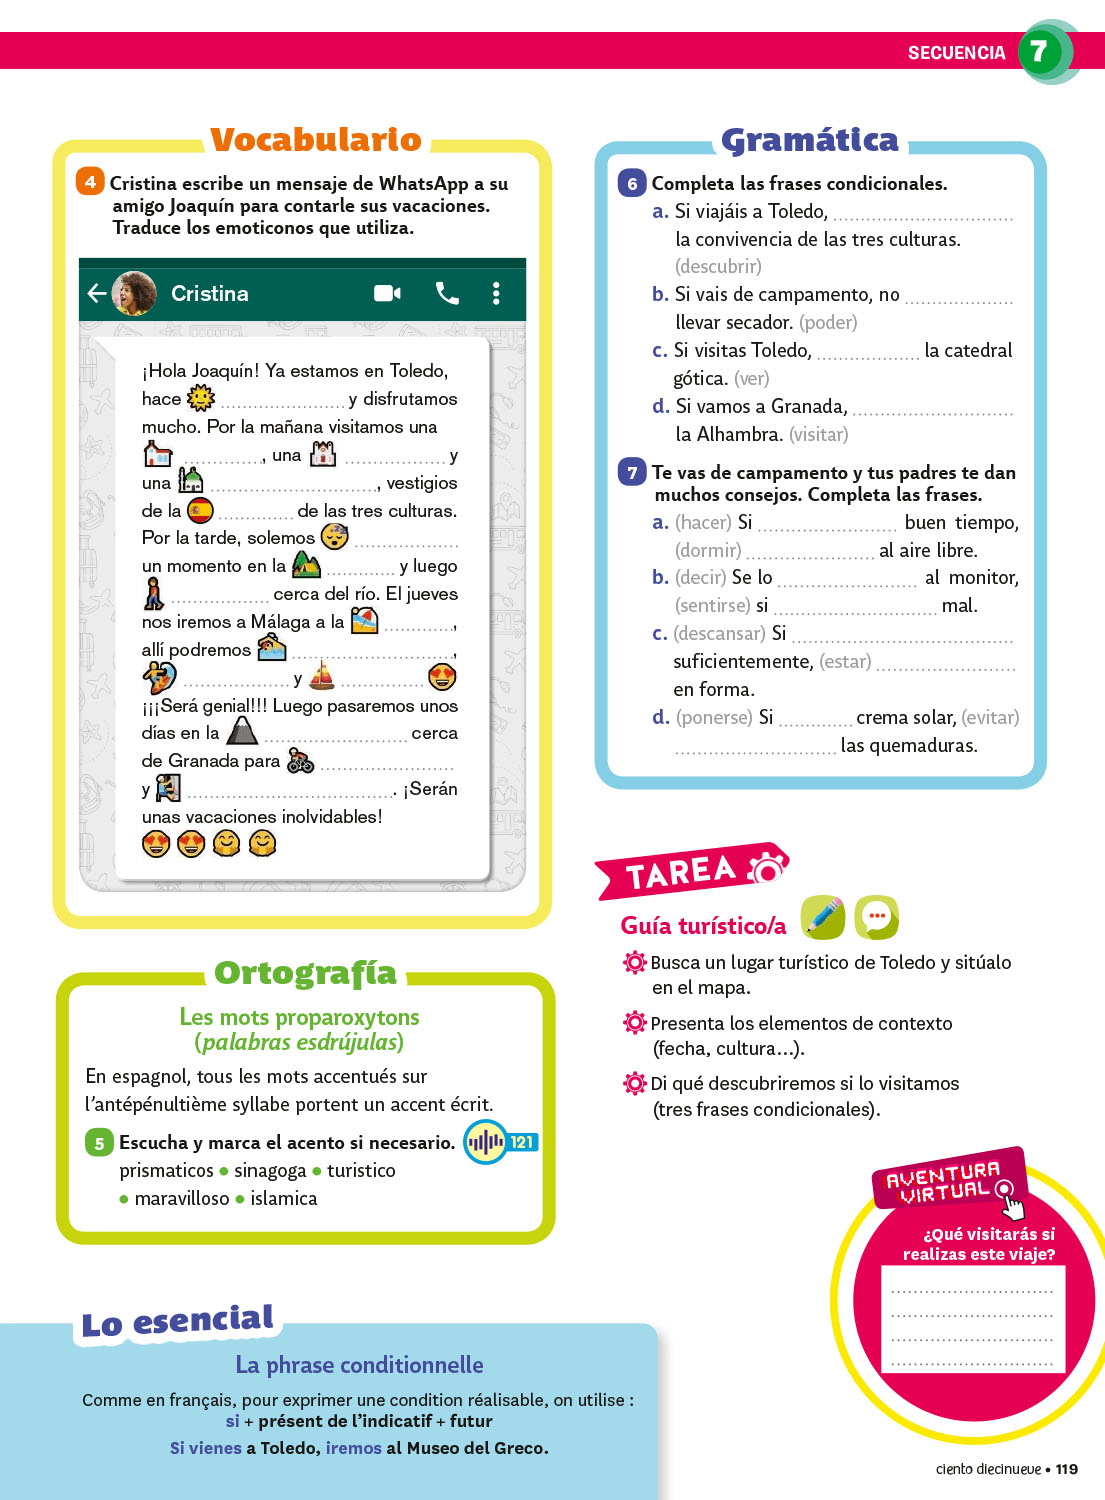 SECUENCIA 7
Vocabulario
4 Cristina escribe un mensaje de WhatsApp a su
amigo Joaquín para contarle sus vacaciones.
Traduce los emoticonos que utiliza.
Cristina
¡Hola Joaquín! Ya estamos en Toledo,
hace ...................... y disfrutamos
mucho. Por la mañana visitamos una
.............., una .................. y
una .............................., vestigios
de la ............. de las tres culturas.
Por la tarde, solemos ..................
un momento en la ............ y luego
.................. cerca del río. El jueves
nos iremos a Málaga a la ............,
allí podremos ............................,
.................... y ...............
¡¡¡Será genial!!! Luego pasaremos unos
días en la ......................... cerca
de Granada para ........................
y ..................................... ¡Serán
unas vacaciones inolvidables!
Ortografía
Les mots proparoxytons
(palabras esdrújulas)
En espagnol, tous les mots accentués sur
l'antépénultième syllabe portent un accent écrit.
5 Escucha y marca el acento si necesario. 121
prismaticos • sinagoga • turistico
• maravilloso • islamica
Lo esencial
La phrase conditionnelle
Comme en français, pour exprimer une condition réalisable, on utilise :
si + présent de l'indicatif + futur
Si vienes a Toledo, iremos al Museo del Greco.
Gramática
6 Completa las frases condicionales.
a. Si viajáis a Toledo, .................................
la convivencia de las tres culturas.
(descubrir)
b. Si vais de campamento, no ....................
llevar secador. (poder)
c. Si visitas Toledo, ................... la catedral
gótica. (ver)
d. Si vamos a Granada, .............................
la Alhambra. (visitar)
7 Te vas de campamento y tus padres te dan
muchos consejos. Completa las frases.
a. (hacer) Si ......................... buen tiempo,
(dormir) ....................... al aire libre.
b. (decir) Se lo ......................... al monitor,
(sentirse) si ............................. mal.
c. (descansar) Si ........................................
suficientemente, (estar) .........................
en forma.
d. (ponerse) Si ............. crema solar, (evitar)
............................. las quemaduras.
TAREA
Guía turístico/a
Busca un lugar turístico de Toledo y sitúalo
en el mapa.
Presenta los elementos de contexto
(fecha, cultura...).
Di qué descubriremos si lo visitamos
(tres frases condicionales).
AVENTURA
VIRTUAL
¿Qué visitarás si
realizas este viaje?
.............................
.............................
.............................
.............................
ciento diecinueve • 119